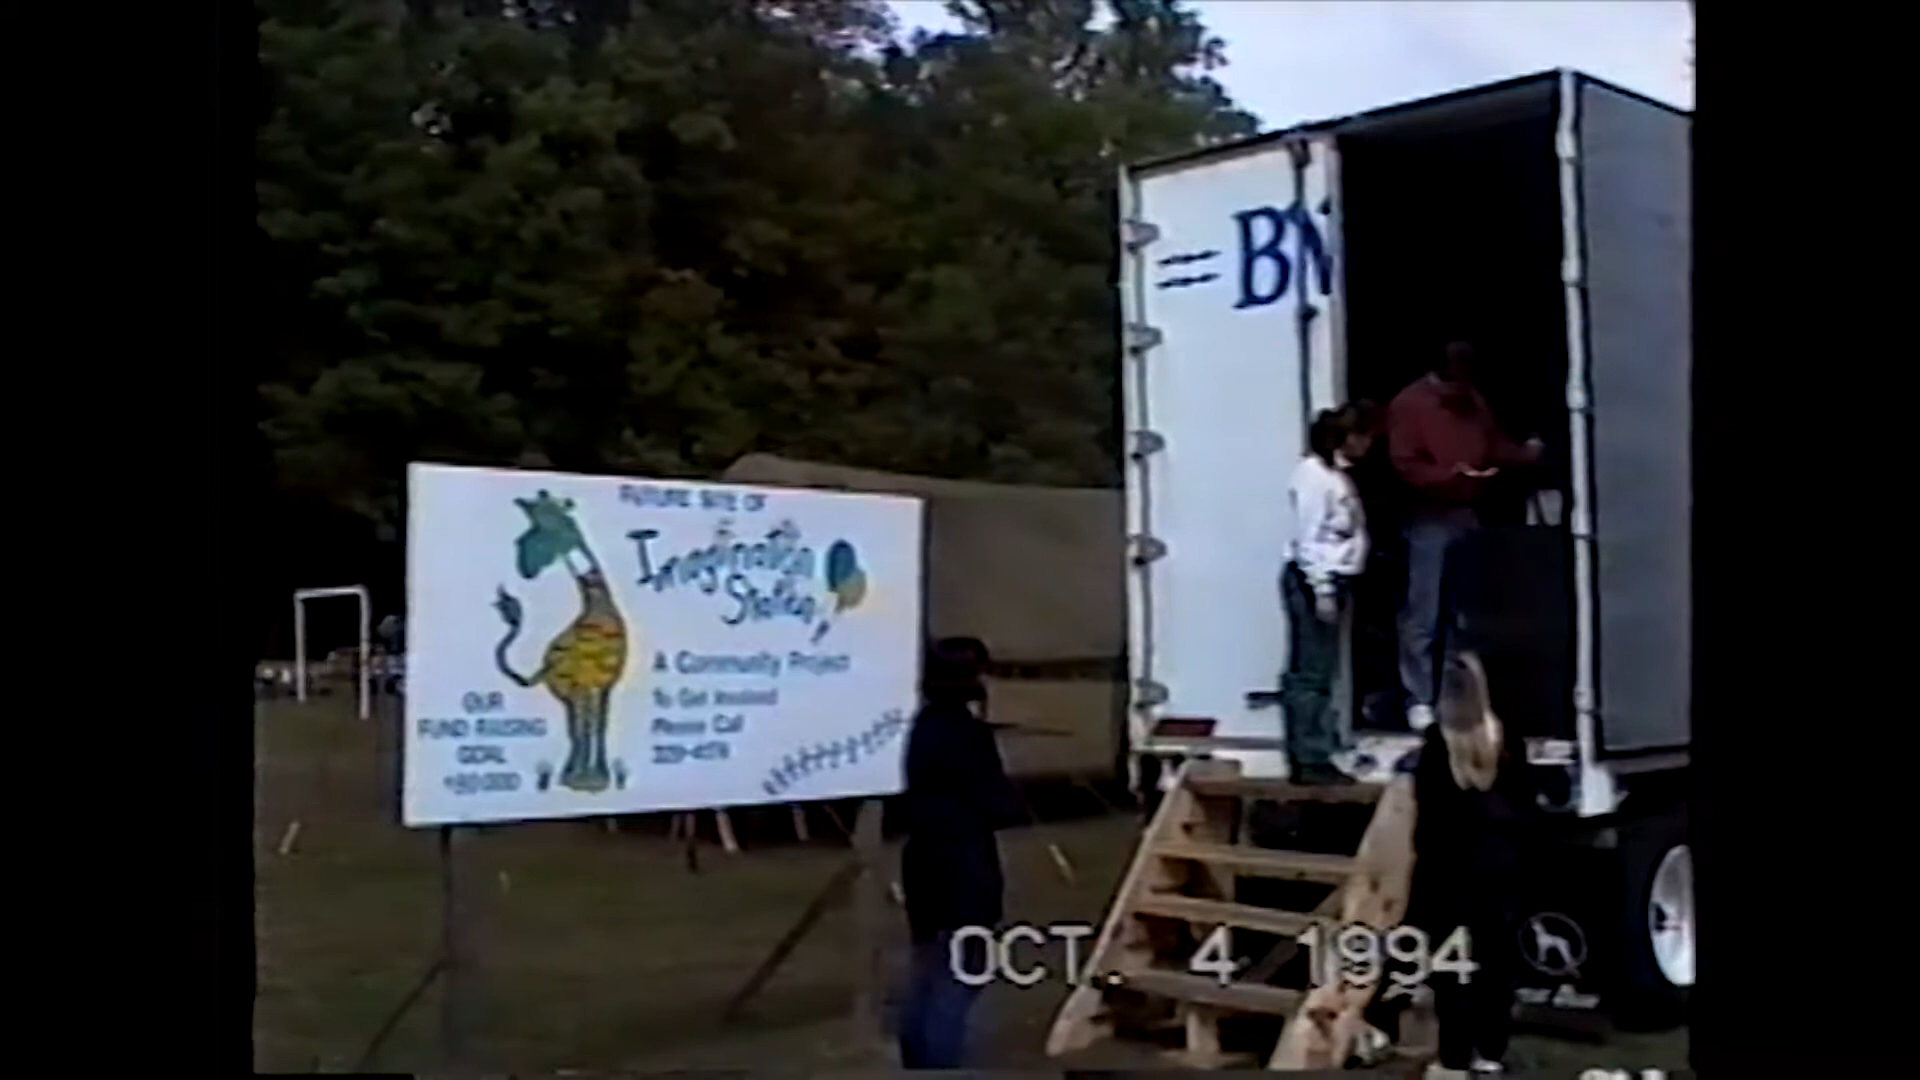 FUTURE SITE OF
Imagination
Station!
A Community Project
To Get Involved
Please Call
OUR
FUND RAISING
GOAL
= BN
OCT. 4 1994